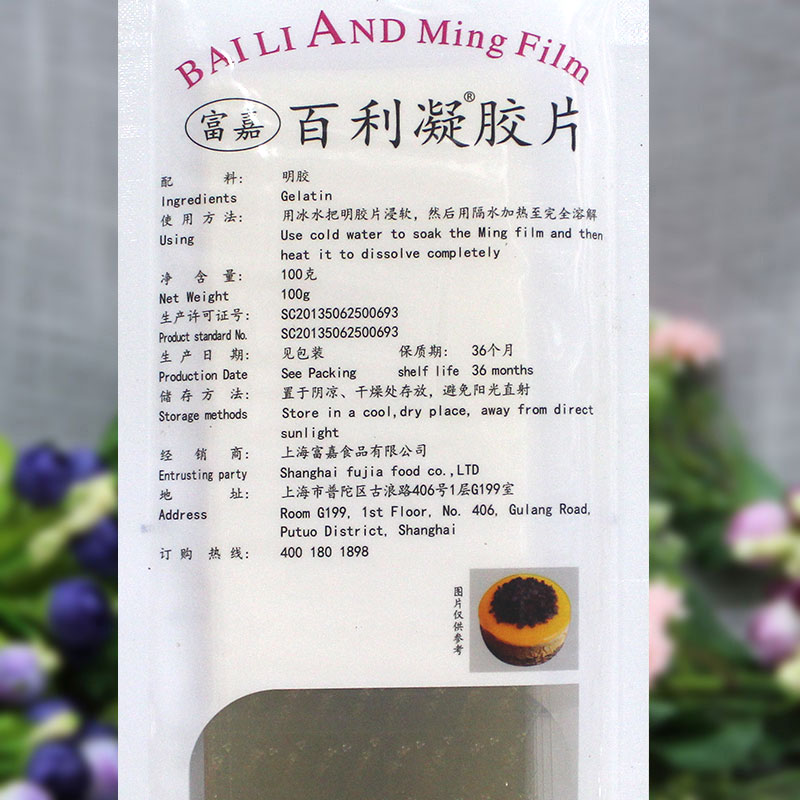 BAI LI AND Ming Film
富嘉 百利凝胶片®
配料: 明胶
Ingredients Gelatin
使用方法: 用冰水把明胶片浸软，然后用隔水加热至完全溶解
Using Use cold water to soak the Ming film and then
heat it to dissolve completely
净含量: 100克
Net Weight 100g
生产许可证号: SC20135062500693
Product standard No. SC20135062500693
生产日期: 见包装 保质期: 36个月
Production Date See Packing shelf life 36 months
储存方法: 置于阴凉、干燥处存放，避免阳光直射
Storage methods Store in a cool,dry place, away from direct
sunlight
经销商: 上海富嘉食品有限公司
Entrusting party Shanghai fujia food co.,LTD
地址: 上海市普陀区古浪路406号1层G199室
Address Room G199, 1st Floor, No. 406, Gulang Road,
Putuo District, Shanghai
订购热线: 400 180 1898
图片仅供参考